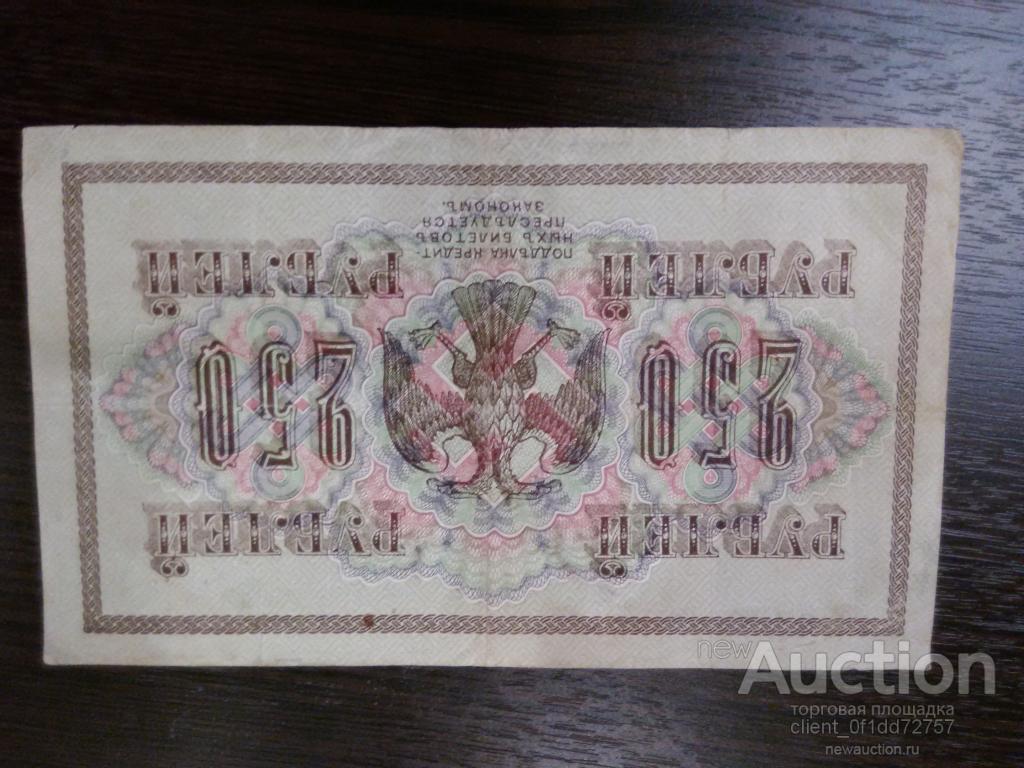 РУБЛЕЙ РУБЛЕЙ
250 250
РУБЛЕЙ РУБЛЕЙ
ПОДДѢЛКА КРЕДИТ-
НЫХЪ БИЛЕТОВЪ
ПРЕСЛѢДУЕТСЯ
ЗАКОНОМЪ.
newAuction
торговая площадка
client_0f1dd72757
newauction.ru